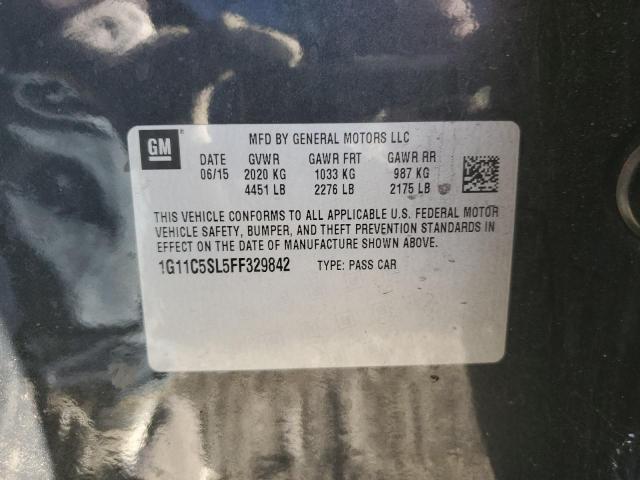 GM
MFD BY GENERAL MOTORS LLC
DATE GVWR GAWR FRT GAWR RR
06/15 2020 KG 1033 KG 987 KG
4451 LB 2276 LB 2175 LB
THIS VEHICLE CONFORMS TO ALL APPLICABLE U.S. FEDERAL MOTOR
VEHICLE SAFETY, BUMPER, AND THEFT PREVENTION STANDARDS IN
EFFECT ON THE DATE OF MANUFACTURE SHOWN ABOVE.
1G11C5SL5FF329842 TYPE: PASS CAR